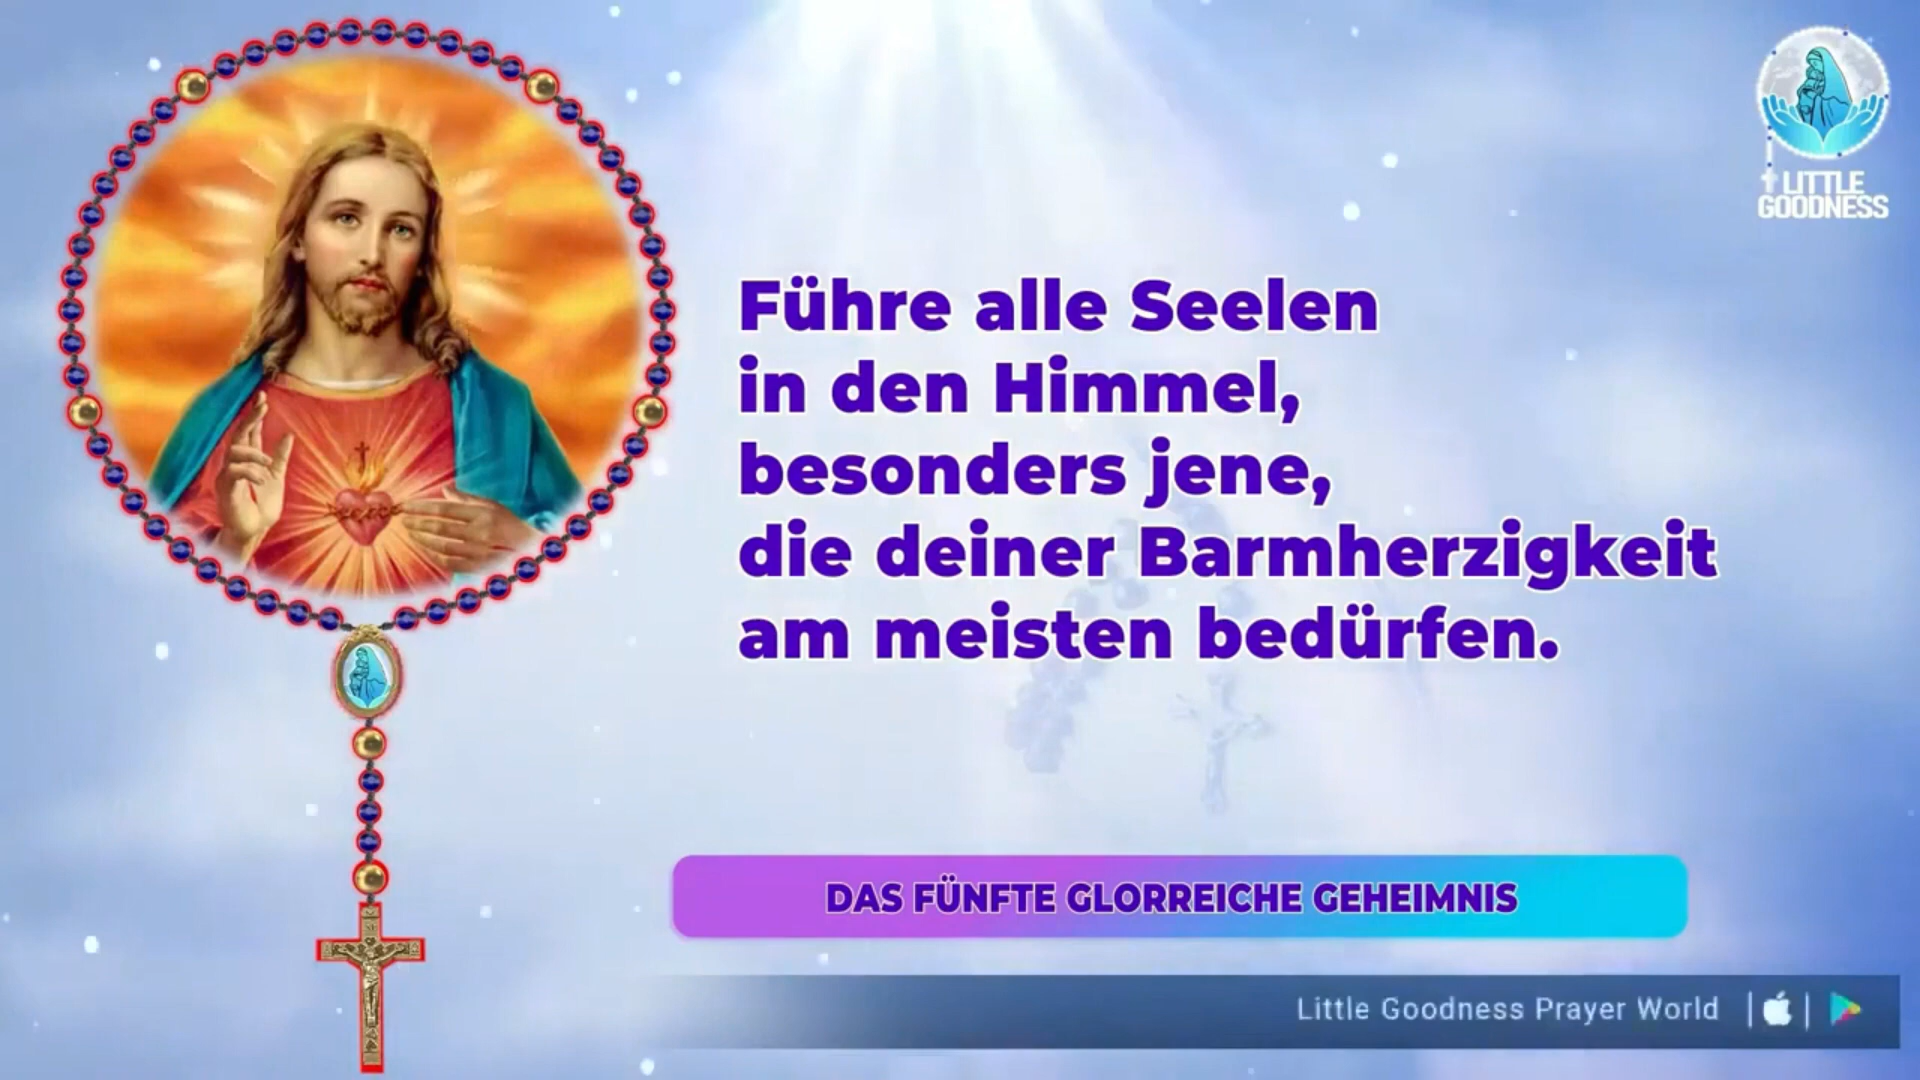 LITTLE
GOODNESS
Führe alle Seelen
in den Himmel,
besonders jene,
die deiner Barmherzigkeit
am meisten bedürfen.
DAS FÜNFTE GLORREICHE GEHEIMNIS
Little Goodness Prayer World